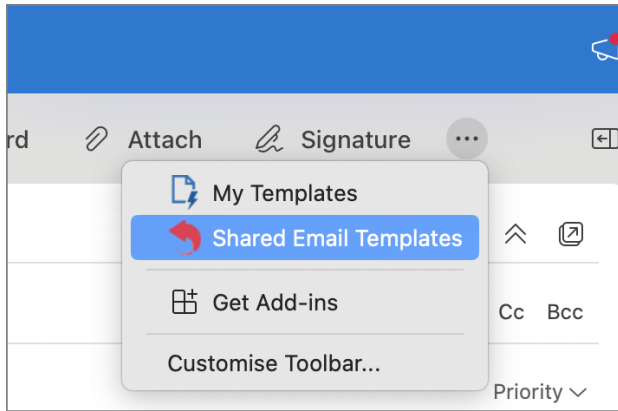 rd Attach Signature
My Templates
Shared Email Templates
Get Add-ins
Cc Bcc
Customise Toolbar...
Priority